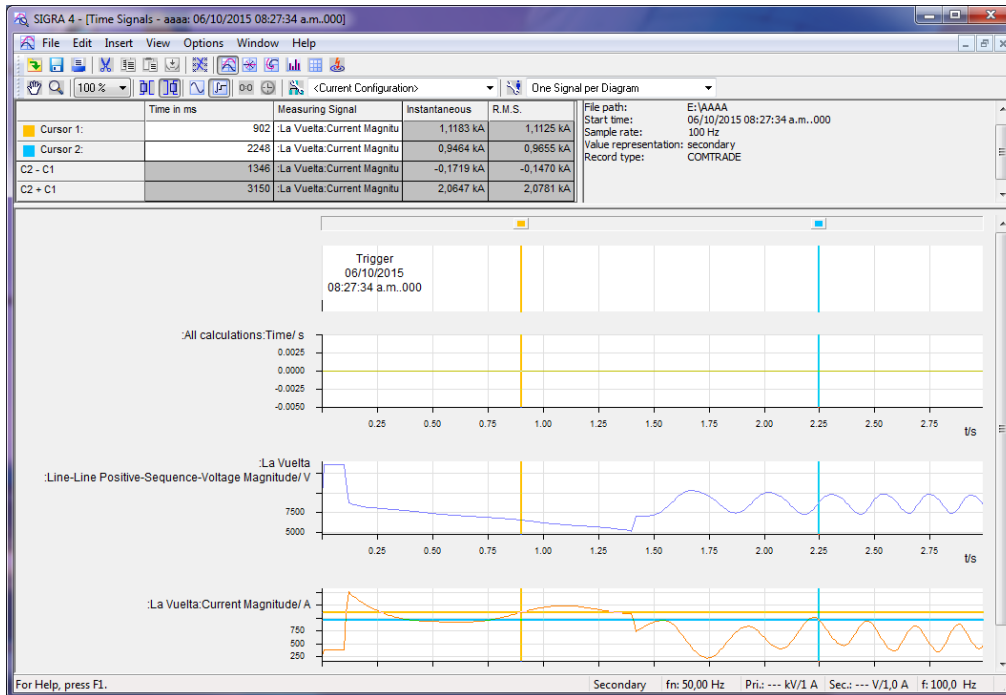 SIGRA 4 - [Time Signals - aaaa: 06/10/2015 08:27:34 a.m..000]
File Edit Insert View Options Window Help
100 % <Current Configuration> One Signal per Diagram
Time in ms Measuring Signal Instantaneous R.M.S.
Cursor 1: 902 :La Vuelta:Current Magnitu 1,1183 kA 1,1125 kA
Cursor 2: 2248 :La Vuelta:Current Magnitu 0,9464 kA 0,9655 kA
C2 - C1 1346 :La Vuelta:Current Magnitu -0,1719 kA -0,1470 kA
C2 + C1 3150 :La Vuelta:Current Magnitu 2,0647 kA 2,0781 kA
File path: E:\AAAA
Start time: 06/10/2015 08:27:34 a.m..000
Sample rate: 100 Hz
Value representation: secondary
Record type: COMTRADE
Trigger
06/10/2015
08:27:34 a.m..000
:All calculations:Time/ s
0.0025
0.0000
-0.0025
-0.0050
0.25 0.50 0.75 1.00 1.25 1.50 1.75 2.00 2.25 2.50 2.75
t/s
:La Vuelta
:Line-Line Positive-Sequence-Voltage Magnitude/ V
7500
5000
0.25 0.50 0.75 1.00 1.25 1.50 1.75 2.00 2.25 2.50 2.75
t/s
:La Vuelta:Current Magnitude/ A
750
500
250
For Help, press F1. Secondary fn: 50,00 Hz Pri.: --- kV/1 A Sec.: --- V/1,0 A f: 100,0 Hz